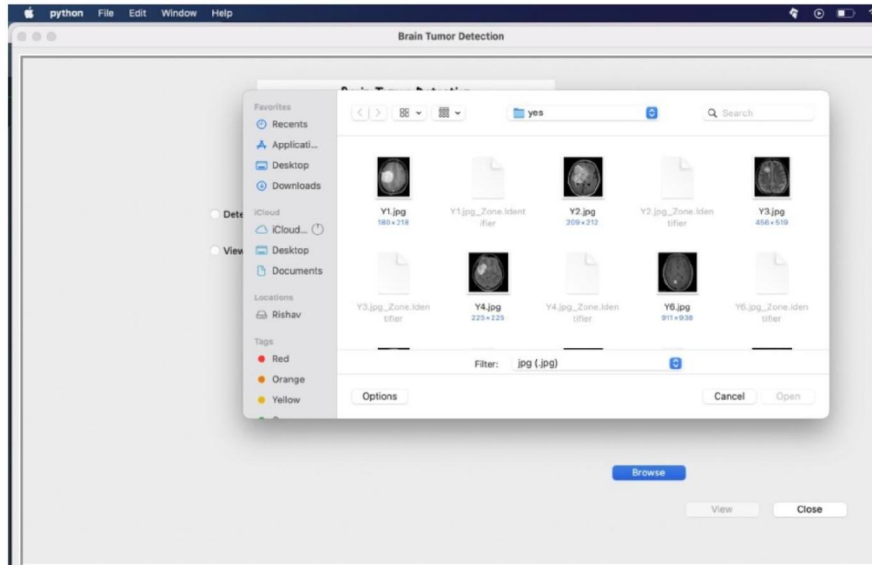 python File Edit Window Help
Brain Tumor Detection
Brain Tumor Detection
Favorites
Recents
Applicati...
Desktop
Downloads
iCloud
iCloud...
Desktop
Documents
Locations
Rishav
Tags
Red
Orange
Yellow
yes
Search
Y1.jpg
180×218
Y1.jpg_Zone.Ident
ifier
Y2.jpg
209×212
Y2.jpg_Zone.Iden
tifier
Y3.jpg
456×519
Y3.jpg_Zone.Iden
tifier
Y4.jpg
225×225
Y4.jpg_Zone.Iden
tifier
Y6.jpg
911×938
Y6.jpg_Zone.Iden
tifier
Filter: jpg (.jpg)
Options
Cancel Open
Dete
View
Browse
View Close